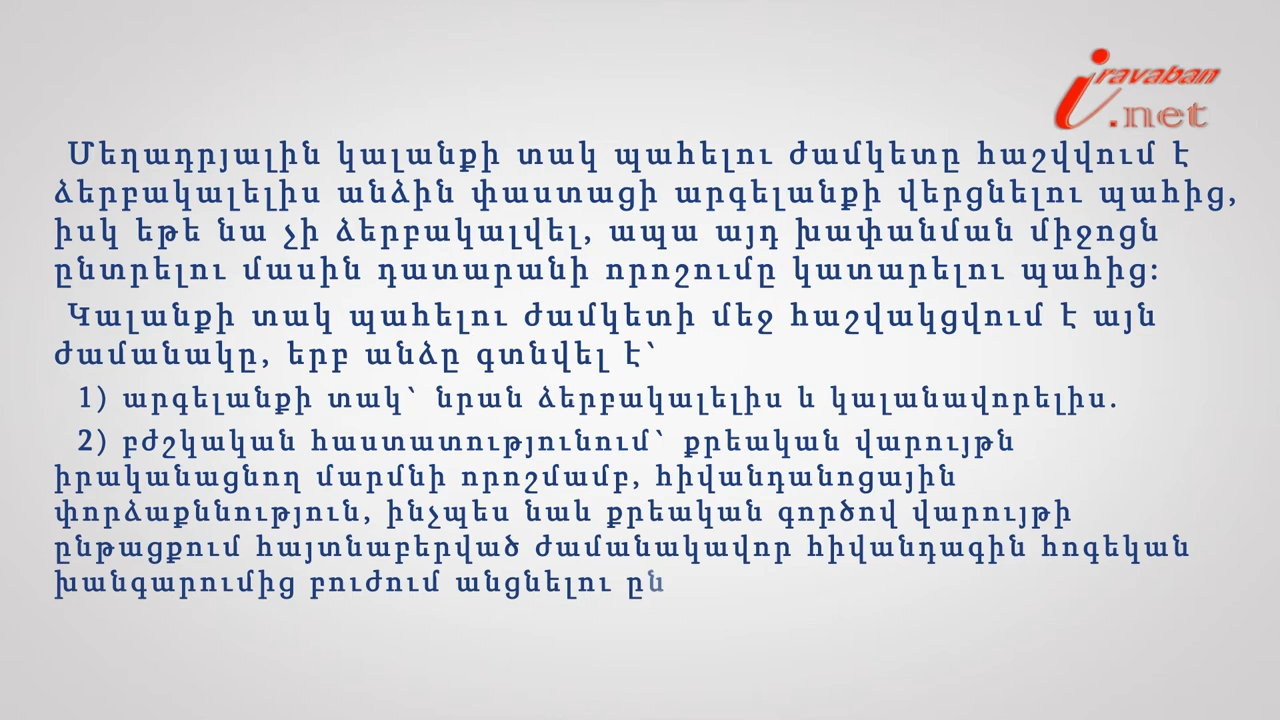 iravaban
.net
Մեղադրյալին կալանքի տակ պահելու ժամկետը հաշվվում է
ձերբակալելիս անձին փաստացի արգելանքի վերցնելու պահից,
իսկ եթե նա չի ձերբակալվել, ապա այդ խափանման միջոցն
ընտրելու մասին դատարանի որոշումը կատարելու պահից:
Կալանքի տակ պահելու ժամկետի մեջ հաշվակցվում է այն
ժամանակը, երբ անձը գտնվել է՝
1) արգելանքի տակ՝ նրան ձերբակալելիս և կալանավորելիս.
2) բժշկական հաստատությունում՝ քրեական վարույթն
իրականացնող մարմնի որոշմամբ, հիվանդանոցային
փորձաքննություն, ինչպես նաև քրեական գործով վարույթի
ընթացքում հայտնաբերված ժամանակավոր հիվանդագին հոգեկան
խանգարումից բուժում անցնելու ըն